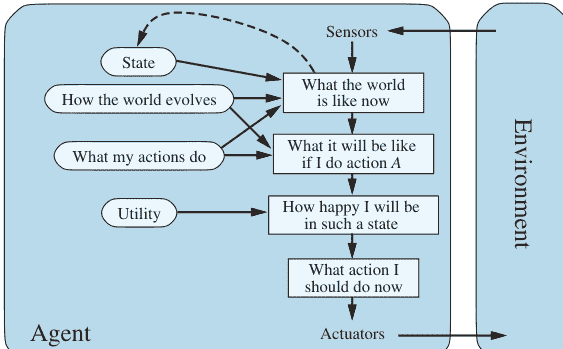 Sensors
State
What the world
is like now
How the world evolves
What my actions do
What it will be like
if I do action A
Utility
How happy I will be
in such a state
What action I
should do now
Agent
Actuators
Environment